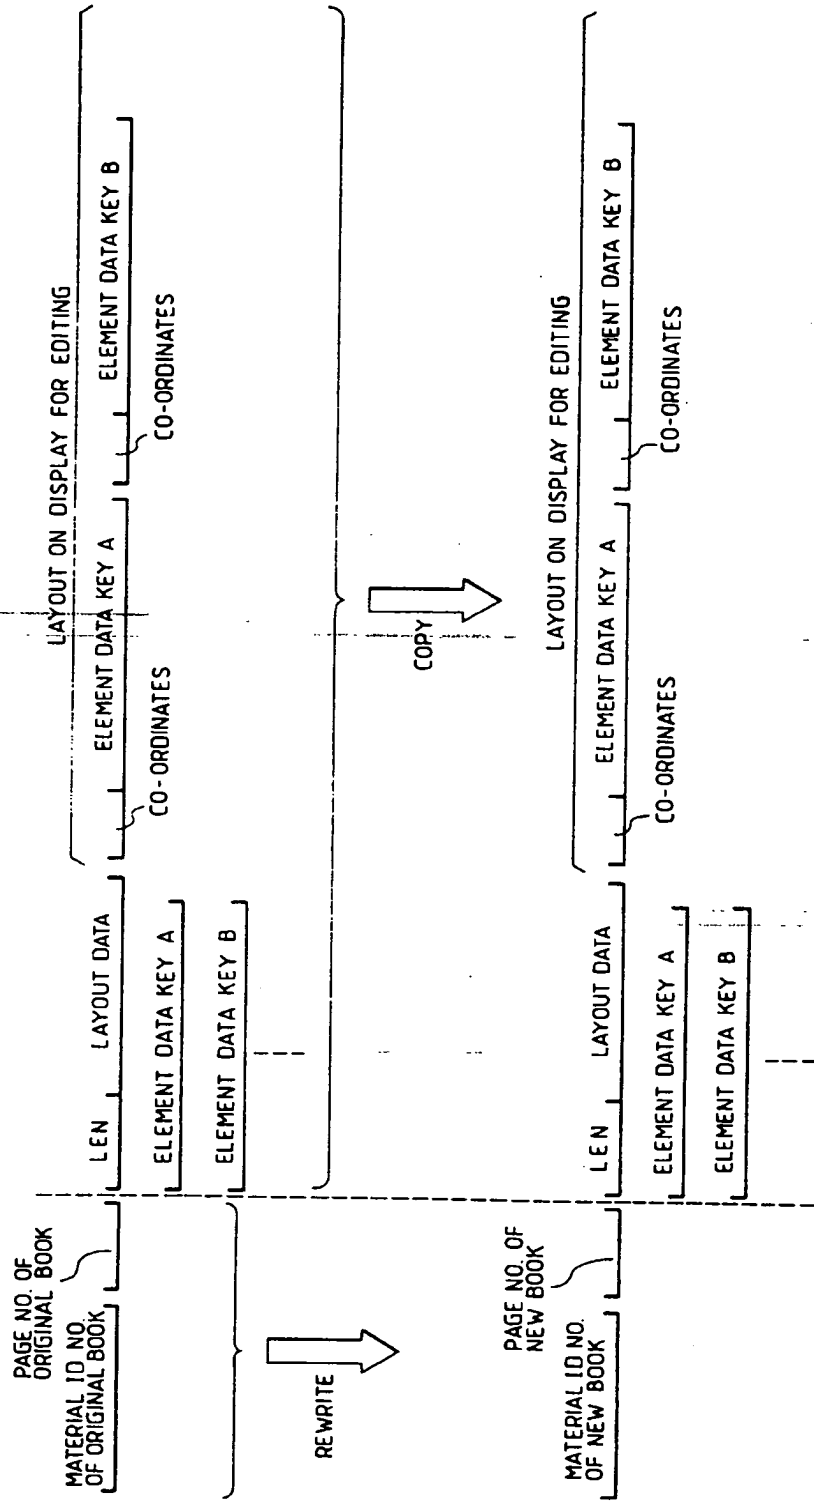 PAGE NO. OF
ORIGINAL BOOK
MATERIAL ID NO.
OF ORIGINAL BOOK
LEN
LAYOUT DATA
ELEMENT DATA KEY A
ELEMENT DATA KEY B
LAYOUT ON DISPLAY FOR EDITING
ELEMENT DATA KEY A
CO-ORDINATES
ELEMENT DATA KEY B
CO-ORDINATES
REWRITE
COPY
PAGE NO. OF
NEW BOOK
MATERIAL ID NO.
OF NEW BOOK
LEN
LAYOUT DATA
ELEMENT DATA KEY A
ELEMENT DATA KEY B
LAYOUT ON DISPLAY FOR EDITING
ELEMENT DATA KEY A
CO-ORDINATES
ELEMENT DATA KEY B
CO-ORDINATES